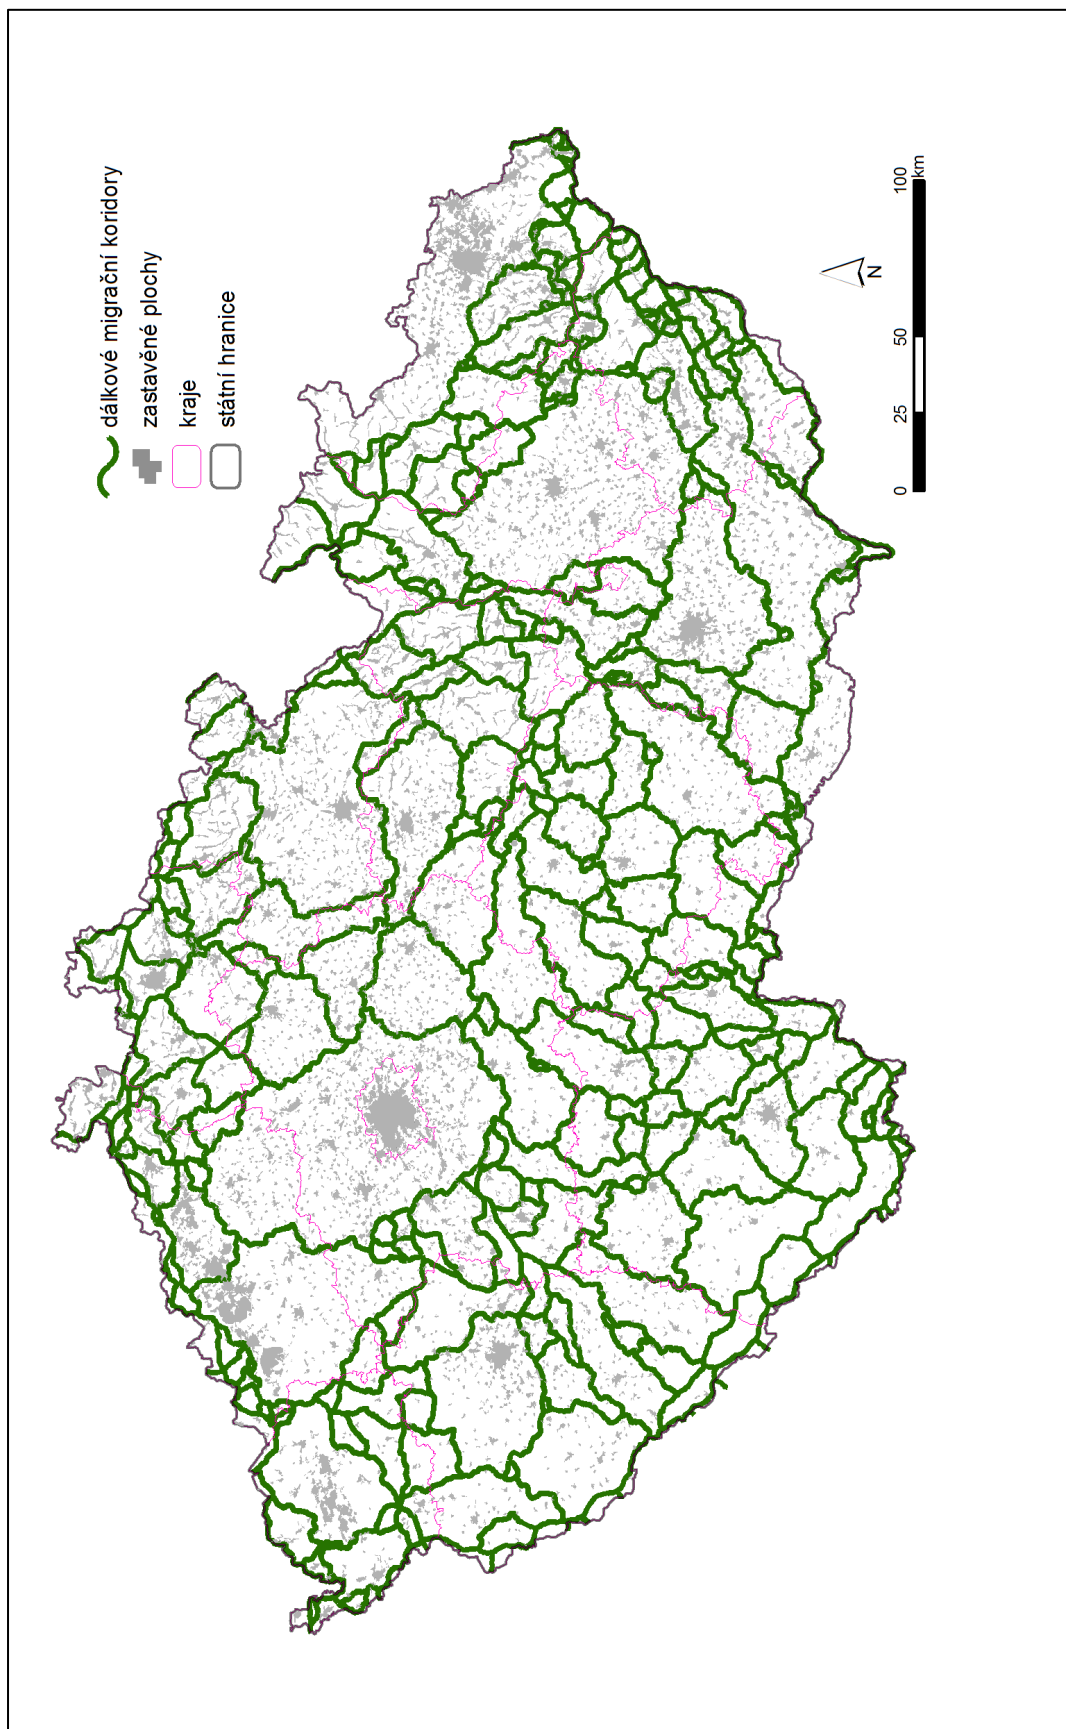 dálkové migrační koridory
zastavěné plochy
kraje
státní hranice
N
0
25
50
100
km